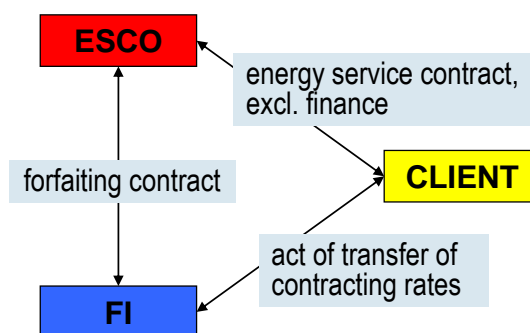 ESCO
energy service contract,
excl. finance
forfaiting contract
CLIENT
act of transfer of
contracting rates
FI